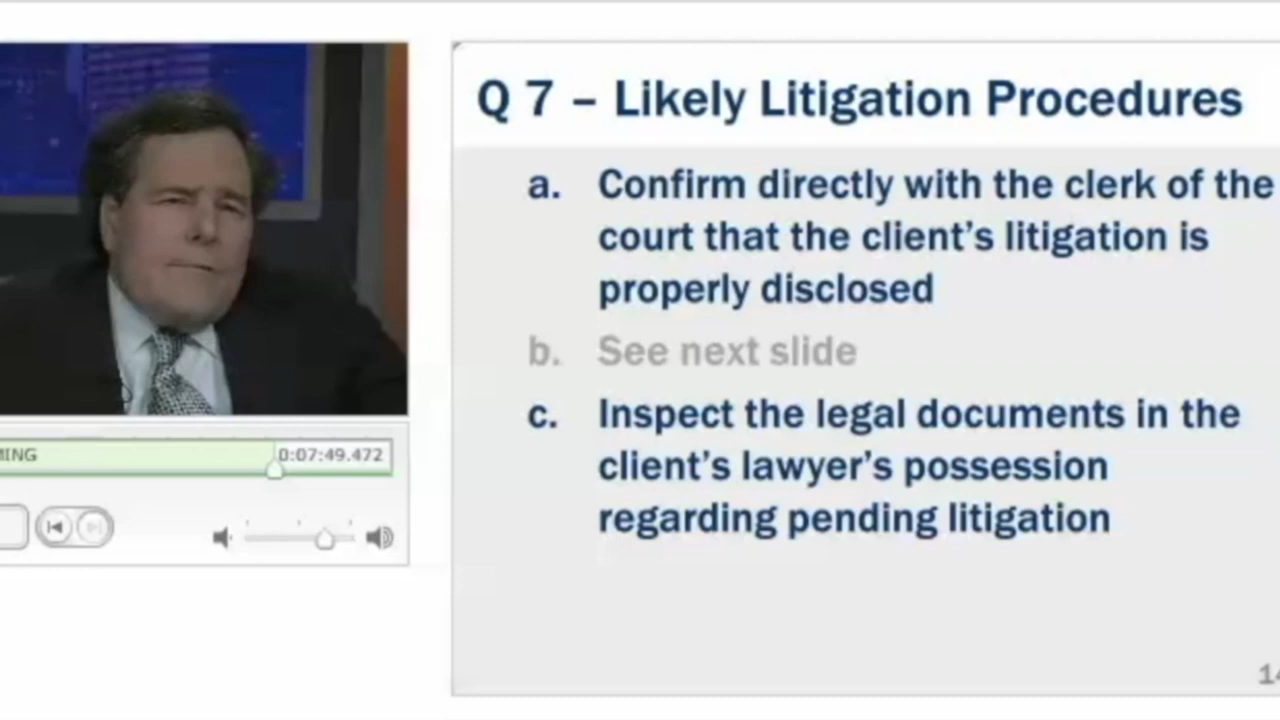 Q 7 – Likely Litigation Procedures
a. Confirm directly with the clerk of the
court that the client’s litigation is
properly disclosed
b. See next slide
c. Inspect the legal documents in the
client’s lawyer’s possession
regarding pending litigation
0:07:49.472